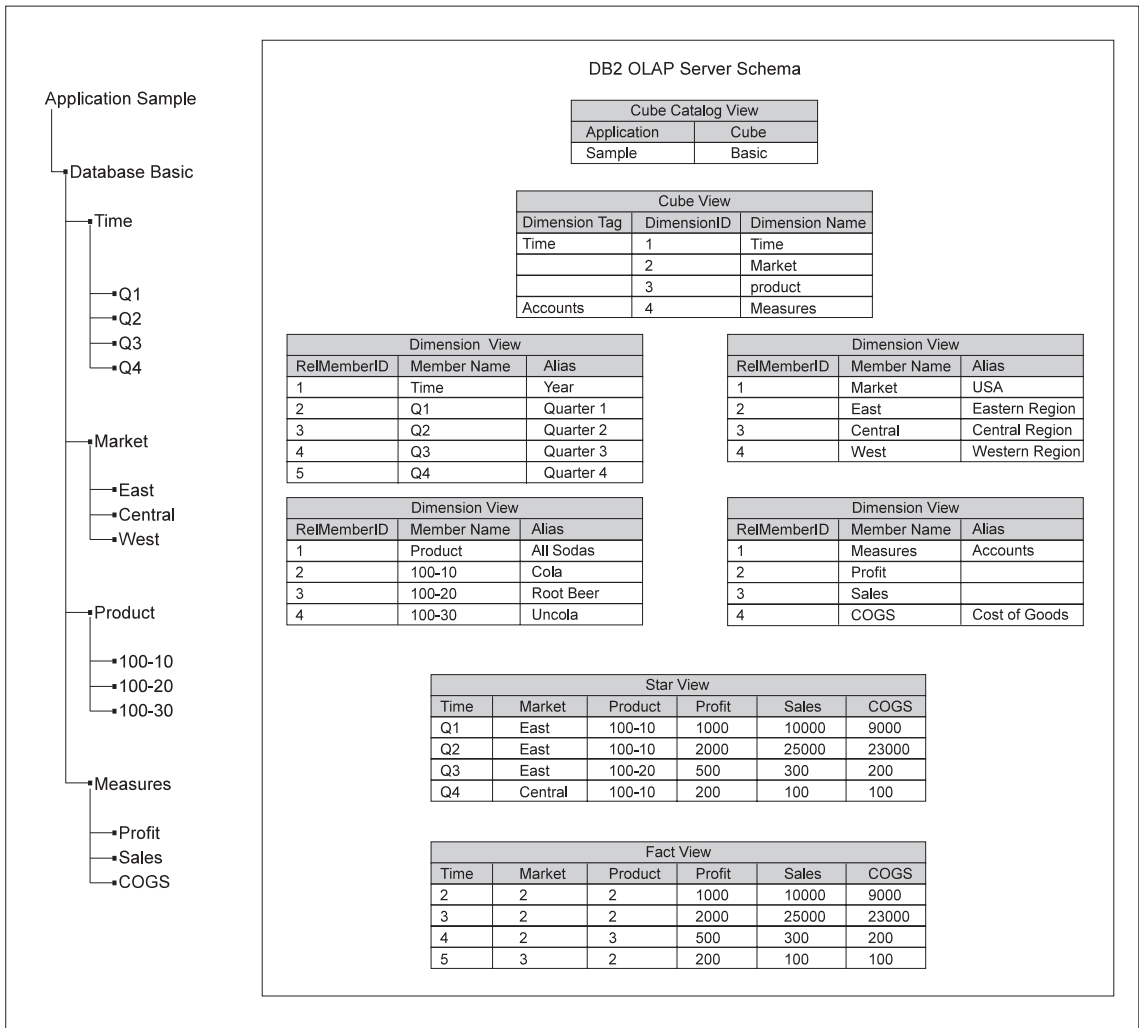 Application Sample
Database Basic
Time
Q1
Q2
Q3
Q4
Market
East
Central
West
Product
100-10
100-20
100-30
Measures
Profit
Sales
COGS
DB2 OLAP Server Schema
Cube Catalog View
Application Cube
Sample Basic
Cube View
Dimension Tag DimensionID Dimension Name
Time 1 Time
2 Market
3 product
Accounts 4 Measures
Dimension View
RelMemberID Member Name Alias
1 Time Year
2 Q1 Quarter 1
3 Q2 Quarter 2
4 Q3 Quarter 3
5 Q4 Quarter 4
Dimension View
RelMemberID Member Name Alias
1 Market USA
2 East Eastern Region
3 Central Central Region
4 West Western Region
Dimension View
RelMemberID Member Name Alias
1 Product All Sodas
2 100-10 Cola
3 100-20 Root Beer
4 100-30 Uncola
Dimension View
RelMemberID Member Name Alias
1 Measures Accounts
2 Profit
3 Sales
4 COGS Cost of Goods
Star View
Time Market Product Profit Sales COGS
Q1 East 100-10 1000 10000 9000
Q2 East 100-10 2000 25000 23000
Q3 East 100-20 500 300 200
Q4 Central 100-10 200 100 100
Fact View
Time Market Product Profit Sales COGS
2 2 2 1000 10000 9000
3 2 2 2000 25000 23000
4 2 3 500 300 200
5 3 2 200 100 100